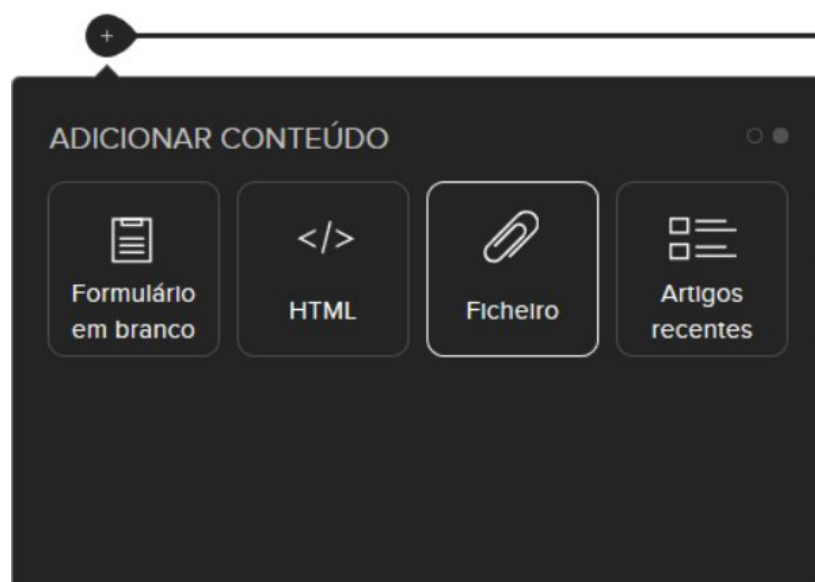 +
ADICIONAR CONTEÚDO
Formulário
em branco
</>
HTML
Ficheiro
Artigos
recentes